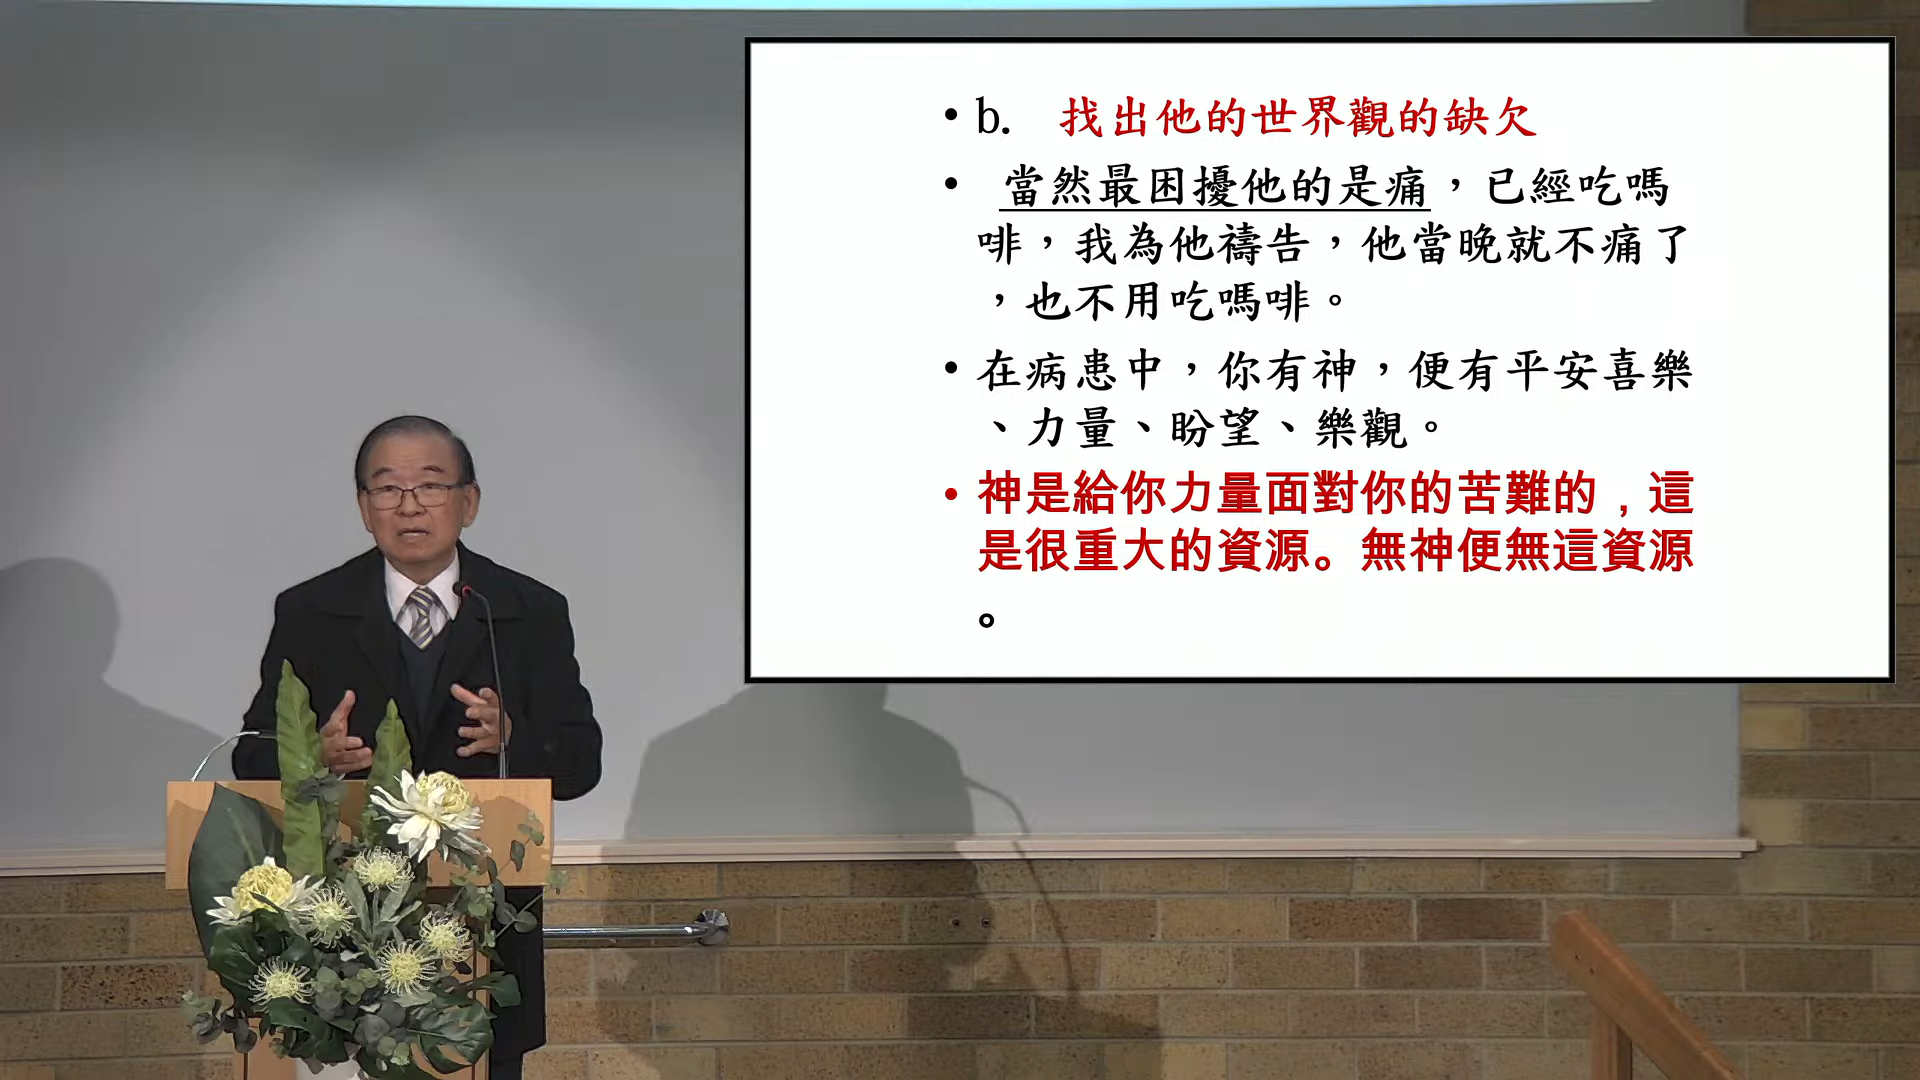 • b. 找出他的世界觀的缺欠
• 當然最困擾他的是痛，已經吃嗎
啡，我為他禱告，他當晚就不痛了
，也不用吃嗎啡。
• 在病患中，你有神，便有平安喜樂
、力量、盼望、樂觀。
• 神是給你力量面對你的苦難的，這
是很重大的資源。無神便無這資源
。